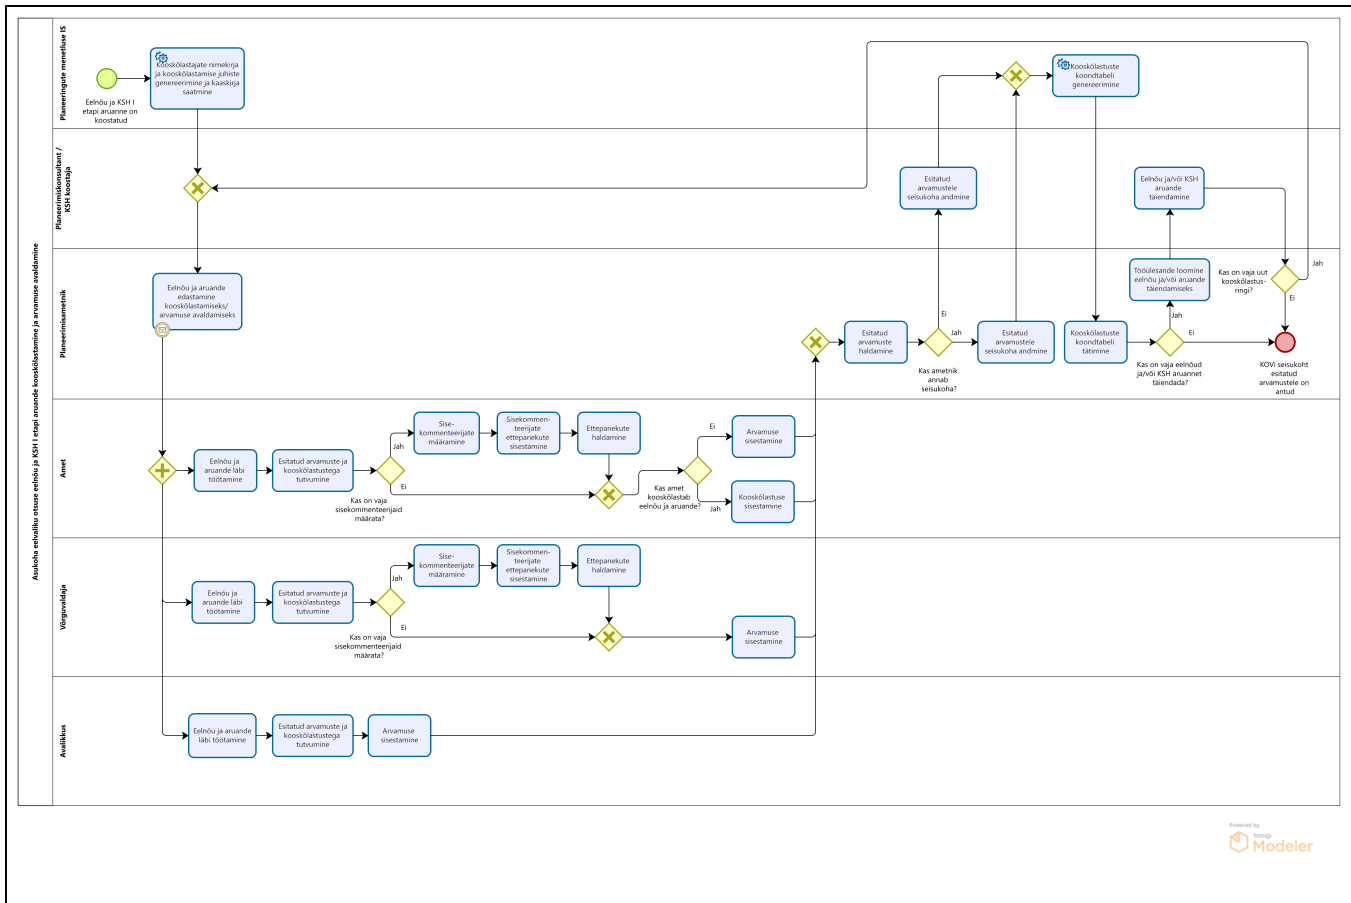 Asukoha eelvaliku otsuse eelnõu ja KSH I etapi aruande kooskõlastamine ja arvamuse avaldamine
Planeeringute menetluse IS
Eelnõu ja KSH I
etapi aruanne on
koostatud
Kooskõlastajate nimekirja
ja kooskõlastamise juhiste
genereerimine ja kaaskirja
saatmine
Kooskõlastuste
koondtabeli
genereerimine
Planeerimiskonsultant /
KSH koostaja
Esitatud
arvamustele
seisukoha andmine
Eelnõu ja/või KSH
aruande
täiendamine
Planeerimisametnik
Eelnõu ja aruande
edastamine
kooskõlastamiseks/
arvamuse avaldamiseks
Esitatud
arvamuste
haldamine
Kas ametnik
annab
seisukoha?
Ei
Jah
Esitatud
arvamustele
seisukoha andmine
Kooskõlastuste
koondtabeli
täitmine
Tööülesande loomine
eelnõu ja/või aruande
täiendamiseks
Jah
Ei
Kas on vaja eelnõud
ja/või KSH aruannet
täiendada?
Kas on vaja uut
kooskõlastus-
ringi?
Jah
Ei
KOVi seisukoht
esitatud
arvamustele on
antud
Amet
Eelnõu ja
aruande läbi
töötamine
Esitatud arvamuste ja
kooskõlastustega
tutvumine
Jah
Ei
Kas on vaja
sisekommenteerijaid
määrata?
Sise-
kommenteerijate
määramine
Sisekommen-
teerijate
ettepanekute
sisestamine
Ettepanekute
haldamine
Kas amet
kooskõlastab
eelnõu ja aruande?
Ei
Jah
Arvamuse
sisestamine
Kooskõlastuse
sisestamine
Võrguvaldaja
Eelnõu ja
aruande läbi
töötamine
Esitatud arvamuste ja
kooskõlastustega
tutvumine
Jah
Ei
Kas on vaja
sisekommenteerijaid
määrata?
Sise-
kommenteerijate
määramine
Sisekommen-
teerijate
ettepanekute
sisestamine
Ettepanekute
haldamine
Arvamuse
sisestamine
Avalikkus
Eelnõu ja aruande
läbi töötamine
Esitatud arvamuste ja
kooskõlastustega
tutvumine
Arvamuse
sisestamine
Powered by
bizagi
Modeler